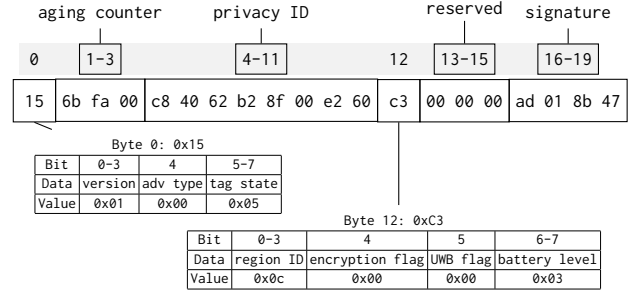 aging counter privacy ID reserved signature
0 1-3 4-11 12 13-15 16-19
15 6b fa 00 c8 40 62 b2 8f 00 e2 60 c3 00 00 00 ad 01 8b 47
Byte 0: 0x15
Bit 0-3 4 5-7
Data version adv type tag state
Value 0x01 0x00 0x05
Byte 12: 0xC3
Bit 0-3 4 5 6-7
Data region ID encryption flag UWB flag battery level
Value 0x0c 0x00 0x00 0x03